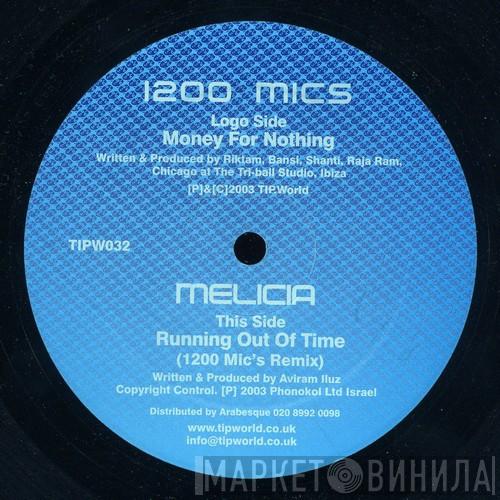 1200 MICS
Logo Side
Money For Nothing
Written & Produced by Riktam, Bansi, Shanti, Raja Ram,
Chicago at The Tri-ball Studio, Ibiza
[P]&[C]2003 TIP.World
TIPW032
MELICIA
This Side
Running Out Of Time
(1200 Mic's Remix)
Written & Produced by Aviram Iluz
Copyright Control. [P] 2003 Phonokol Ltd Israel
Distributed by Arabesque 020 8992 0098
www.tipworld.co.uk
info@tipworld.co.uk
МАРКЕТ ВИНИЛА